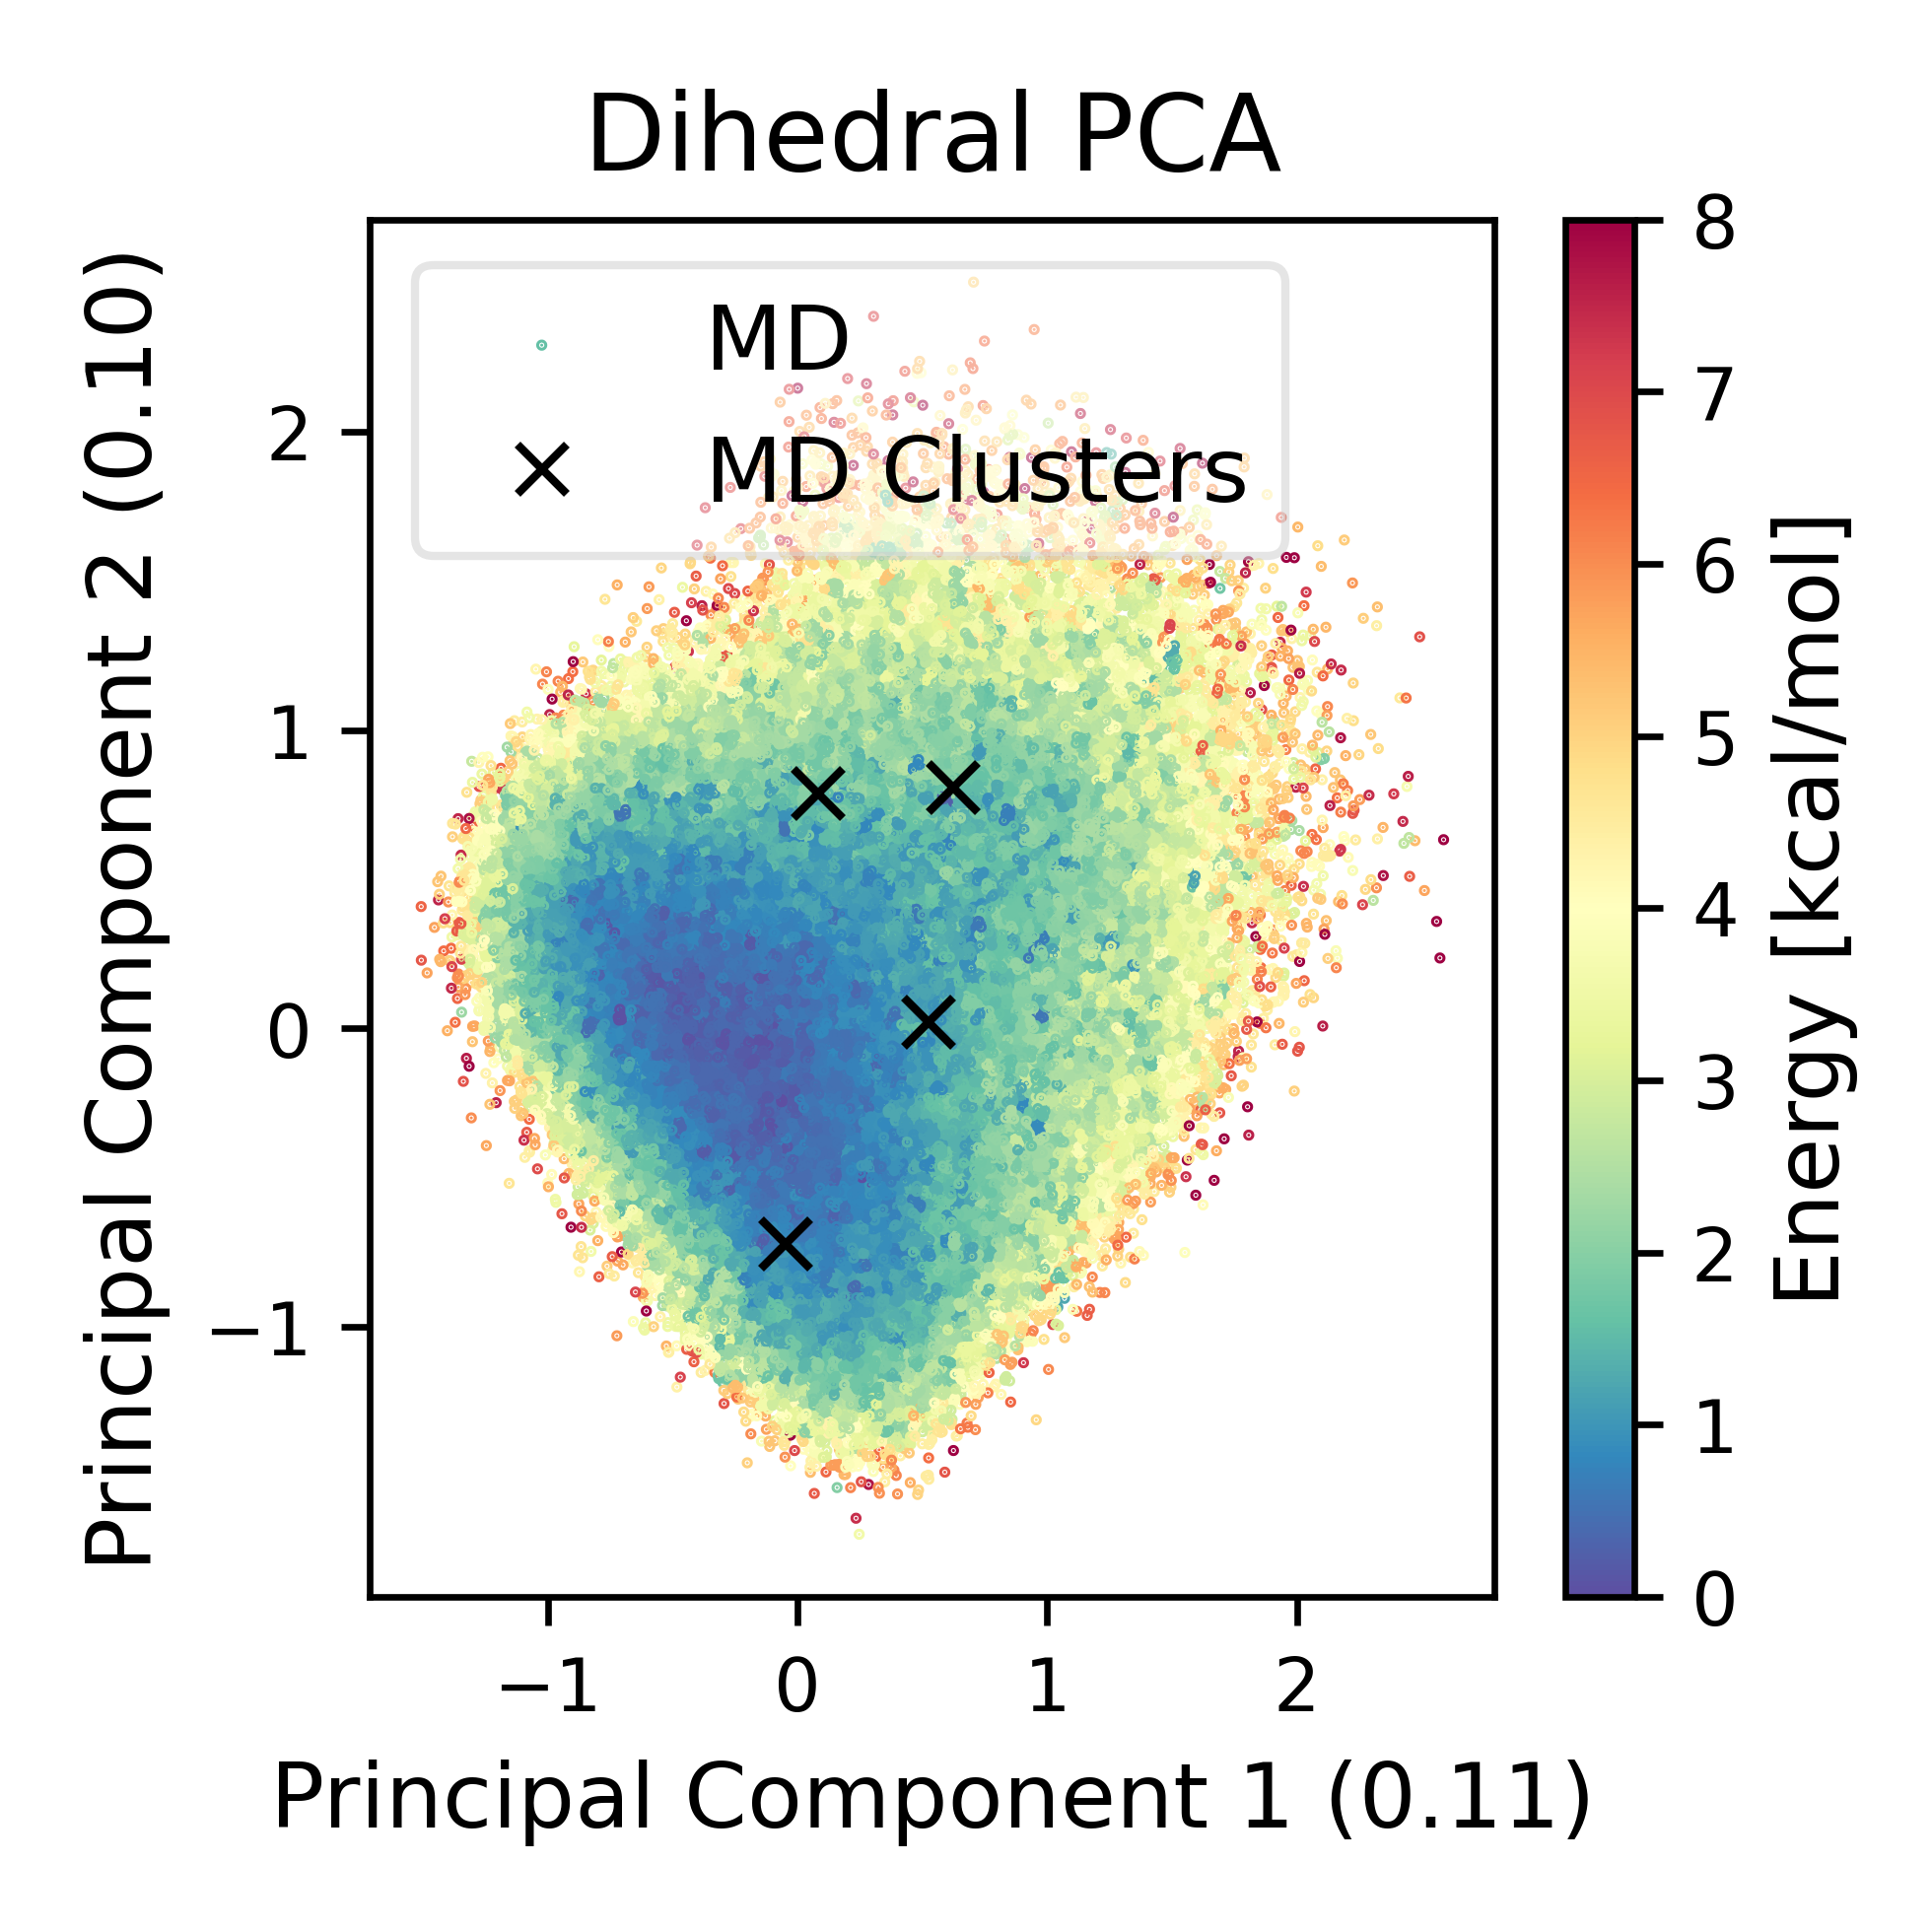 Dihedral PCA
MD
MD Clusters
Principal Component 2 (0.10)
2
1
0
−1
−1 0 1 2
Principal Component 1 (0.11)
8
7
6
5
4
3
2
1
0
Energy [kcal/mol]